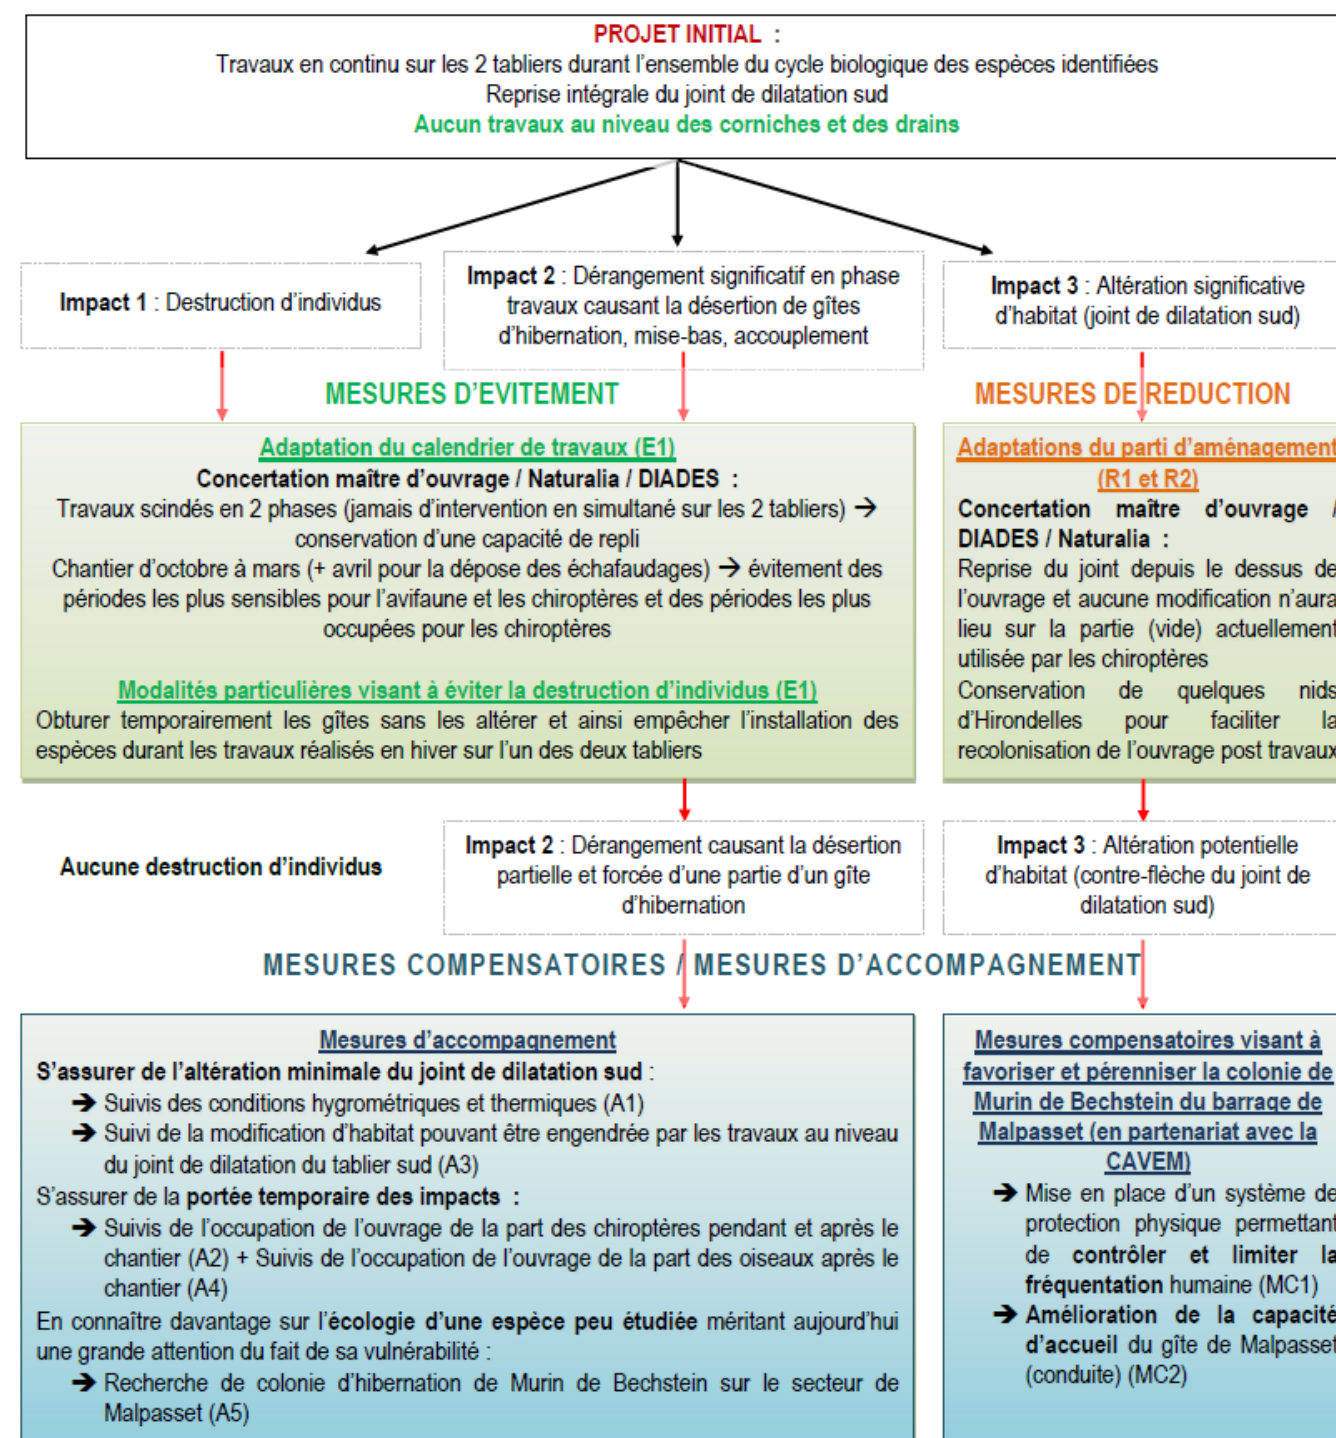 PROJET INITIAL :
Travaux en continu sur les 2 tabliers durant l'ensemble du cycle biologique des espèces identifiées
Reprise intégrale du joint de dilatation sud
Aucun travaux au niveau des corniches et des drains
Impact 1 : Destruction d'individus
Impact 2 : Dérangement significatif en phase
travaux causant la désertion de gîtes
d'hibernation, mise-bas, accouplement
Impact 3 : Altération significative
d'habitat (joint de dilatation sud)
MESURES D'EVITEMENT
MESURES DE REDUCTION
Adaptation du calendrier de travaux (E1)
Concertation maître d'ouvrage / Naturalia / DIADES :
Travaux scindés en 2 phases (jamais d'intervention en simultané sur les 2 tabliers) →
conservation d'une capacité de repli
Chantier d'octobre à mars (+ avril pour la dépose des échafaudages) → évitement des
périodes les plus sensibles pour l'avifaune et les chiroptères et des périodes les plus
occupées pour les chiroptères
Modalités particulières visant à éviter la destruction d'individus (E1)
Obturer temporairement les gîtes sans les altérer et ainsi empêcher l'installation des
espèces durant les travaux réalisés en hiver sur l'un des deux tabliers
Adaptations du parti d'aménagement
(R1 et R2)
Concertation maître d'ouvrage /
DIADES / Naturalia :
Reprise du joint depuis le dessus de
l'ouvrage et aucune modification n'aura
lieu sur la partie (vide) actuellement
utilisée par les chiroptères
Conservation de quelques nids
d'Hirondelles pour faciliter la
recolonisation de l'ouvrage post travaux
Aucune destruction d'individus
Impact 2 : Dérangement causant la désertion
partielle et forcée d'une partie d'un gîte
d'hibernation
Impact 3 : Altération potentielle
d'habitat (contre-flèche du joint de
dilatation sud)
MESURES COMPENSATOIRES / MESURES D'ACCOMPAGNEMENT
Mesures d'accompagnement
S'assurer de l'altération minimale du joint de dilatation sud :
→ Suivis des conditions hygrométriques et thermiques (A1)
→ Suivi de la modification d'habitat pouvant être engendrée par les travaux au niveau
du joint de dilatation du tablier sud (A3)
S'assurer de la portée temporaire des impacts :
→ Suivis de l'occupation de l'ouvrage de la part des chiroptères pendant et après le
chantier (A2) + Suivis de l'occupation de l'ouvrage de la part des oiseaux après le
chantier (A4)
En connaître davantage sur l'écologie d'une espèce peu étudiée méritant aujourd'hui
une grande attention du fait de sa vulnérabilité :
→ Recherche de colonie d'hibernation de Murin de Bechstein sur le secteur de
Malpasset (A5)
Mesures compensatoires visant à
favoriser et pérenniser la colonie de
Murin de Bechstein du barrage de
Malpasset (en partenariat avec la
CAVEM)
→ Mise en place d'un système de
protection physique permettant
de contrôler et limiter la
fréquentation humaine (MC1)
→ Amélioration de la capacité
d'accueil du gîte de Malpasset
(conduite) (MC2)